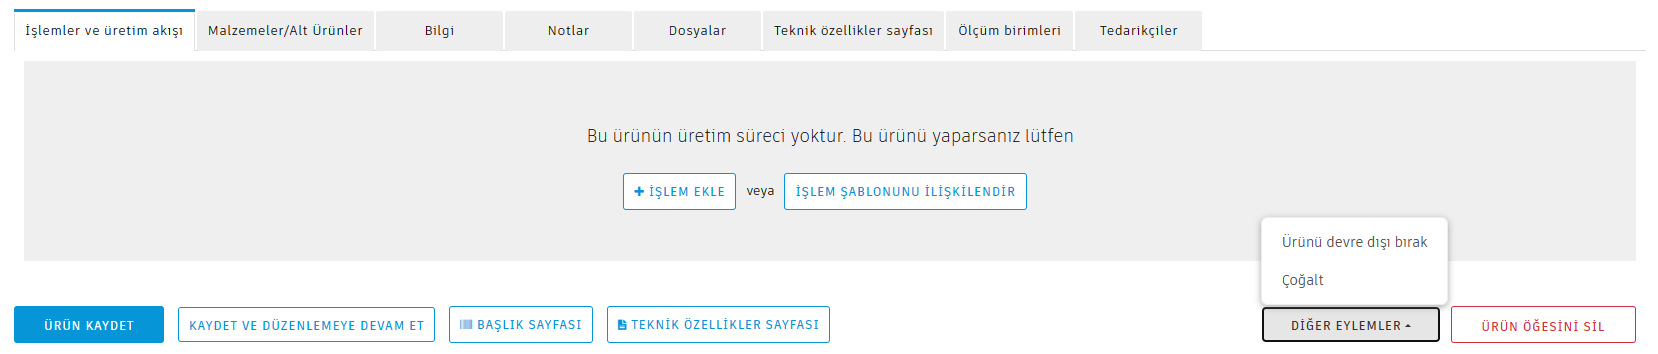 İşlemler ve üretim akışı
Malzemeler/Alt Ürünler
Bilgi
Notlar
Dosyalar
Teknik özellikler sayfası
Ölçüm birimleri
Tedarikçiler
Bu ürünün üretim süreci yoktur. Bu ürünü yaparsanız lütfen
İŞLEM EKLE
veya
İŞLEM ŞABLONUNU İLİŞKİLENDİR
Ürünü devre dışı bırak
Çoğalt
ÜRÜN KAYDET
KAYDET VE DÜZENLEMEYE DEVAM ET
BAŞLIK SAYFASI
TEKNİK ÖZELLİKLER SAYFASI
DİĞER EYLEMLER
ÜRÜN ÖĞESİNİ SİL